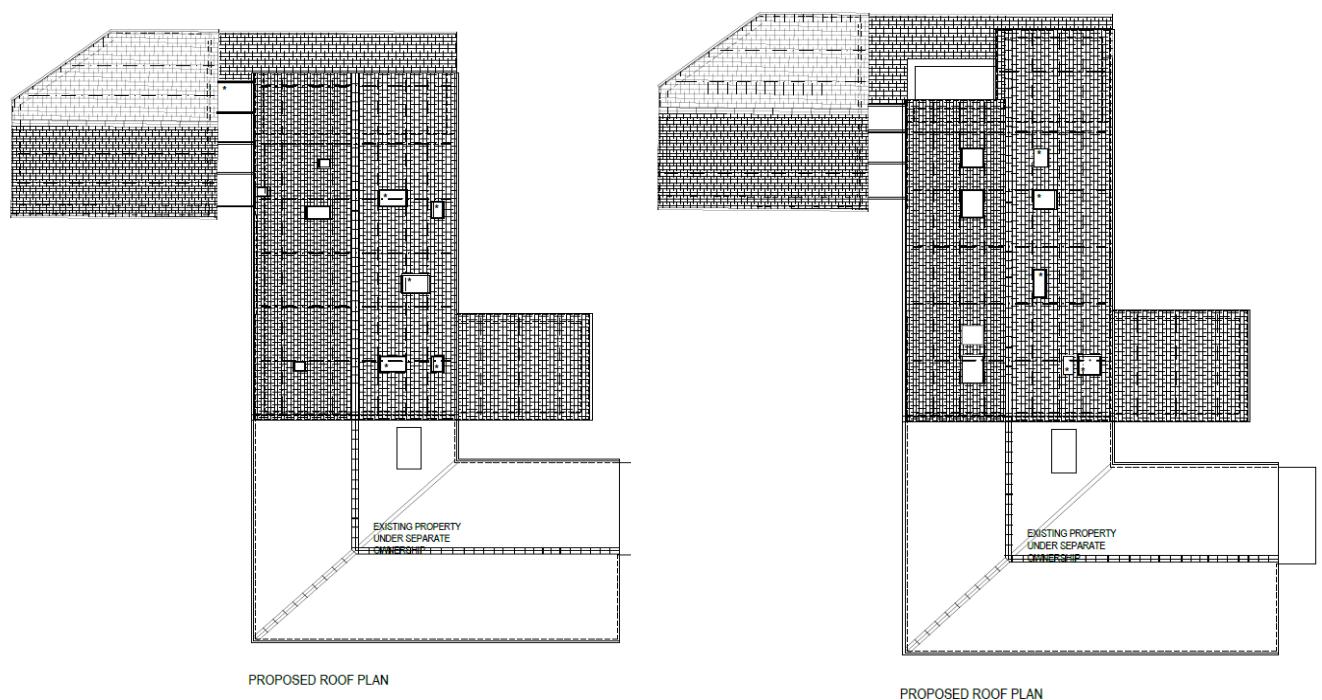 EXISTING PROPERTY
UNDER SEPARATE
OWNERSHIP
PROPOSED ROOF PLAN
EXISTING PROPERTY
UNDER SEPARATE
OWNERSHIP
PROPOSED ROOF PLAN